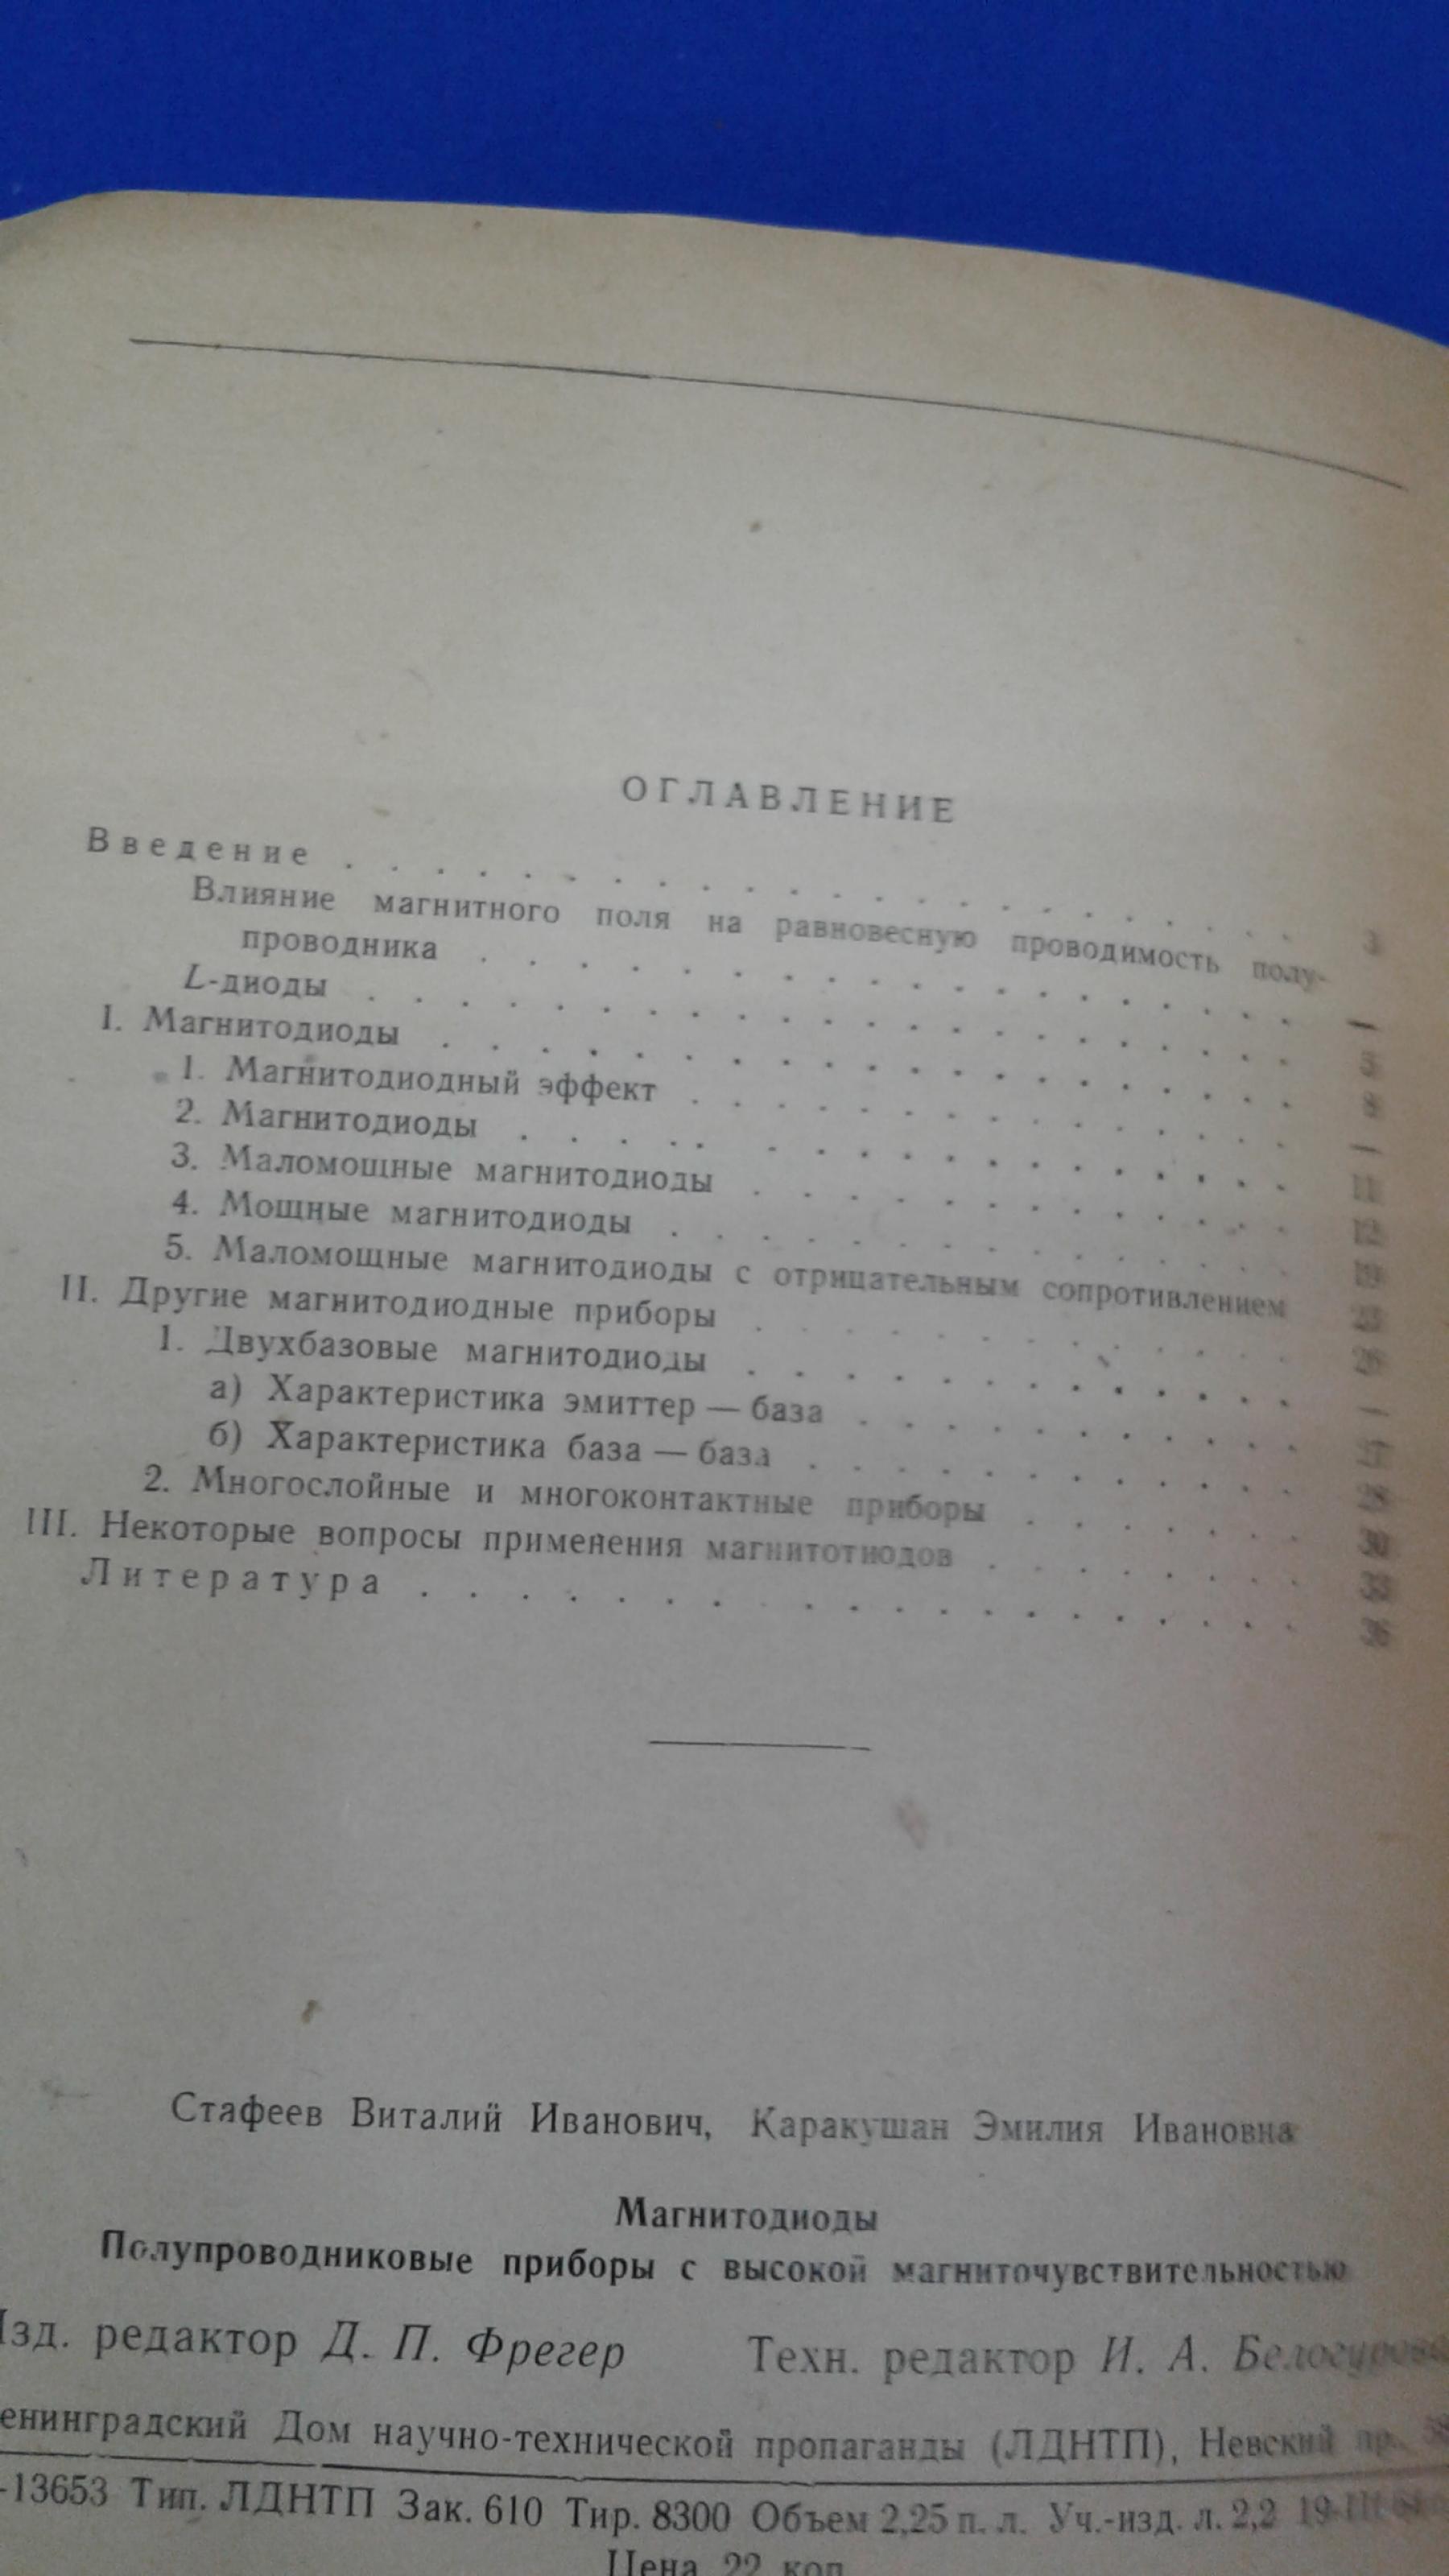 ОГЛАВЛЕНИЕ
Введение . . . . . . . . . . . . . . . . . . . . . . 3
Влияние магнитного поля на равновесную проводимость полу-
проводника . . . . . . . . . . . . . . . . . . . —
L-диоды . . . . . . . . . . . . . . . . . . . . . .
I. Магнитодиоды . . . . . . . . . . . . . . . . . . . .
1. Магнитодиодный эффект . . . . . . . . . . . . . . —
2. Магнитодиоды . . . . . . . . . . . . . . . . . . 11
3. Маломощные магнитодиоды . . . . . . . . . . . . . 12
4. Мощные магнитодиоды . . . . . . . . . . . . . . . 19
5. Маломощные магнитодиоды с отрицательным сопротивлением 23
II. Другие магнитодиодные приборы . . . . . . . . . . . . .
1. Двухбазовые магнитодиоды . . . . . . . . . . . . . —
а) Характеристика эмиттер — база . . . . . . . . . . .
б) Характеристика база — база . . . . . . . . . . . .
2. Многослойные и многоконтактные приборы . . . . . . . 30
III. Некоторые вопросы применения магнитотиодов . . . . . . . 33
Литература . . . . . . . . . . . . . . . . . . . . 36
Стафеев Виталий Иванович, Каракушан Эмилия Ивановна
Магнитодиоды
Полупроводниковые приборы с высокой магниточувствительностью
Изд. редактор Д. П. Фрегер Техн. редактор И. А. Белогурова
енинградский Дом научно-технической пропаганды (ЛДНТП), Невский пр.
-13653 Тип. ЛДНТП Зак. 610 Тир. 8300 Объем 2,25 п. л. Уч.-изд. л. 2,2
Цена 22 коп.